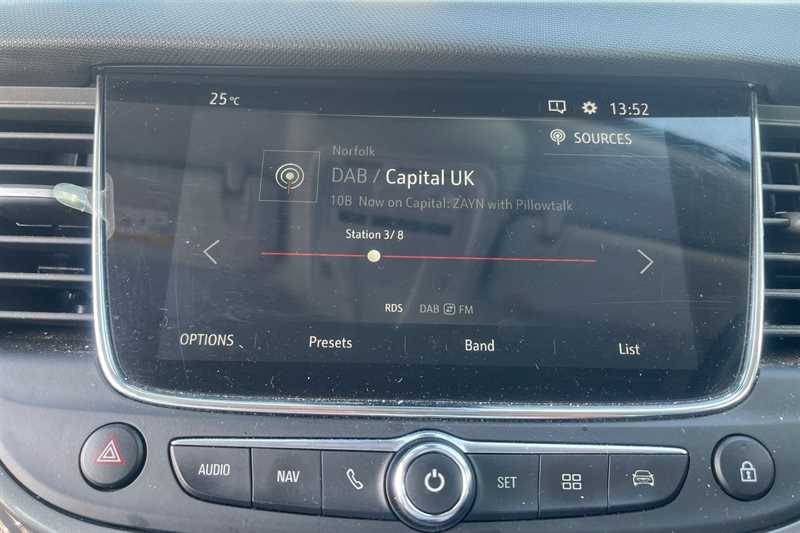 25°C
13:52
SOURCES
Norfolk
DAB / Capital UK
10B Now on Capital: ZAYN with Pillowtalk
Station 3/ 8
RDS DAB FM
OPTIONS Presets Band List
AUDIO NAV SET